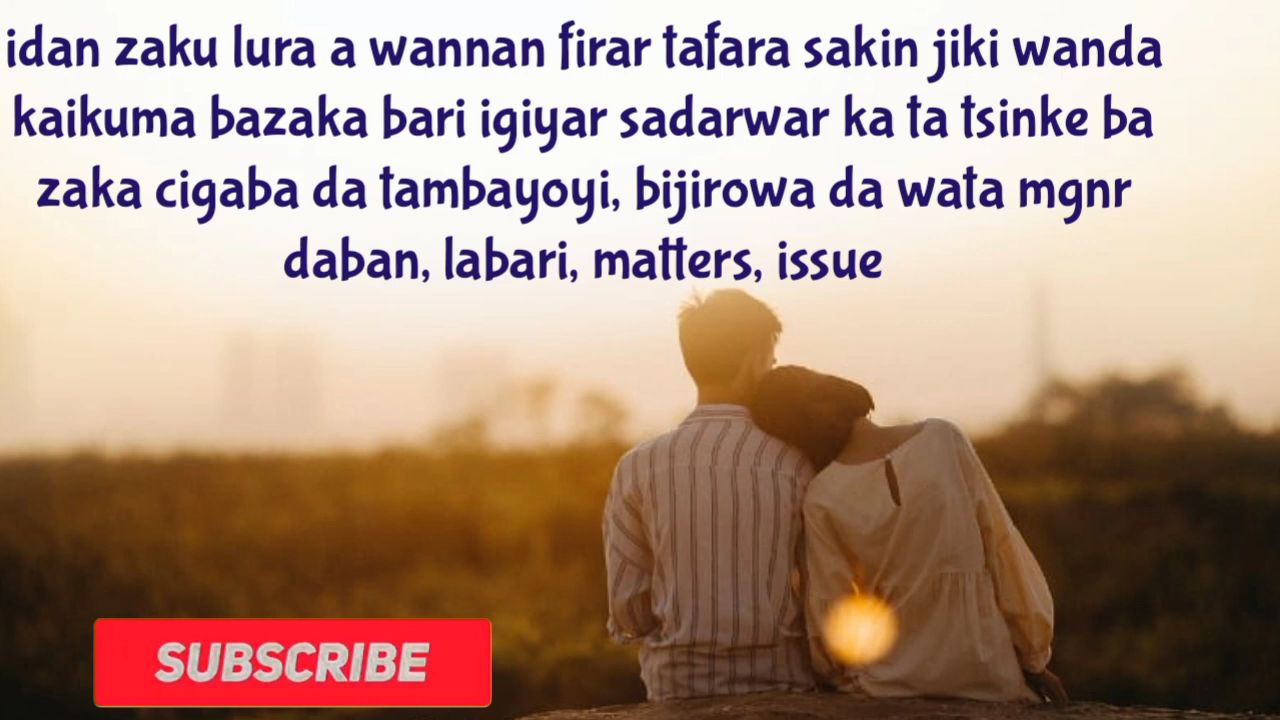 idan zaku lura a wannan firar tafara sakin jiki wanda
kaikuma bazaka bari igiyar sadarwar ka ta tsinke ba
zaka cigaba da tambayoyi, bijirowa da wata mgnr
daban, labari, matters, issue
SUBSCRIBE